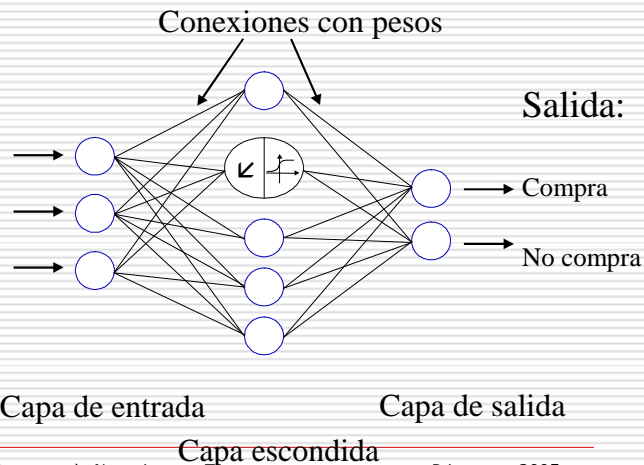 Conexiones con pesos
Salida:
Compra
No compra
Capa de entrada
Capa de salida
Capa escondida